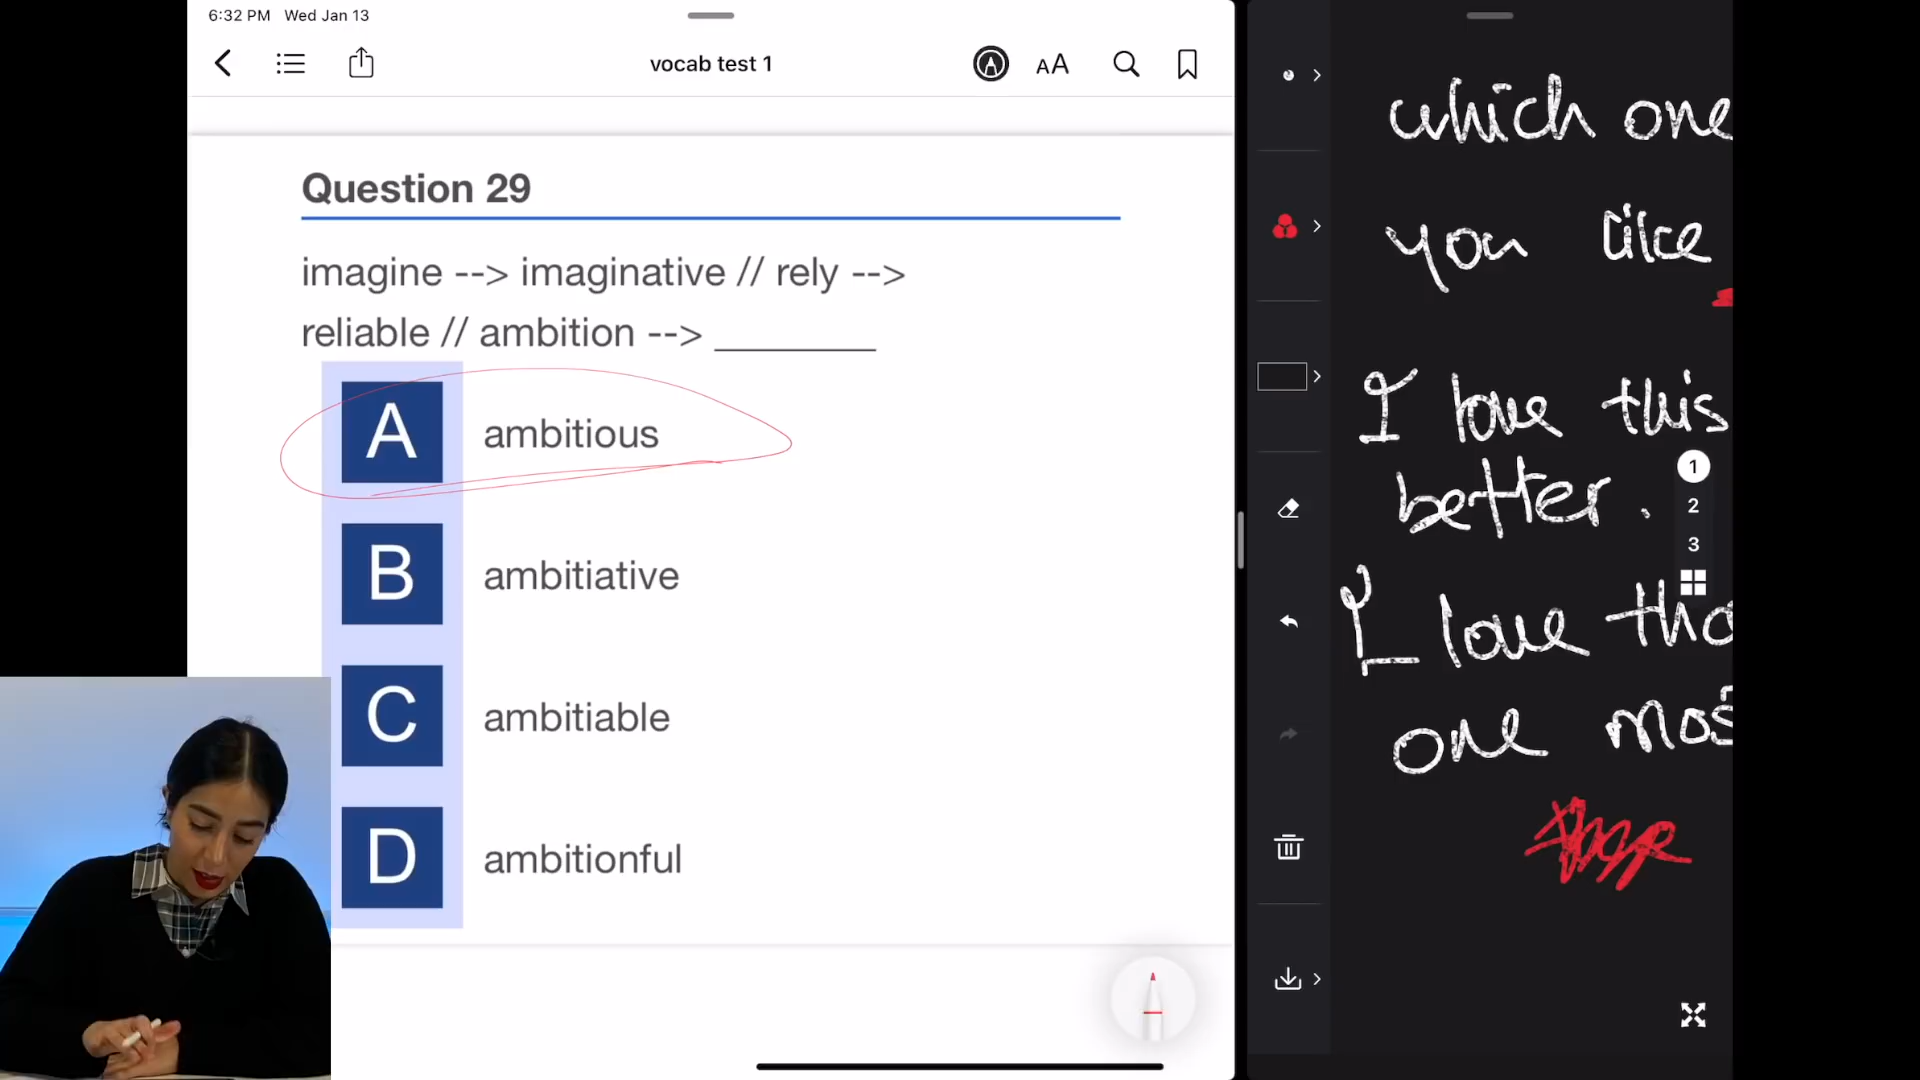 6:32 PM Wed Jan 13
vocab test 1
AA
Question 29
imagine --> imaginative // rely -->
reliable // ambition --> ________
A ambitious
B ambitiative
C ambitiable
D ambitionful
which one
you like
I love this
better.
I love tha
one mos
1
2
3